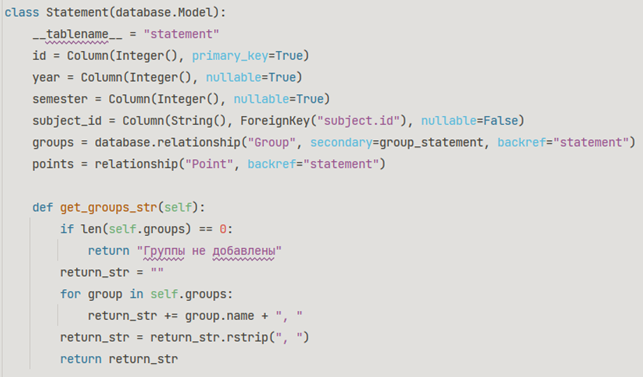 class Statement(database.Model):
    __tablename__ = "statement"
    id = Column(Integer(), primary_key=True)
    year = Column(Integer(), nullable=True)
    semester = Column(Integer(), nullable=True)
    subject_id = Column(String(), ForeignKey("subject.id"), nullable=False)
    groups = database.relationship("Group", secondary=group_statement, backref="statement")
    points = relationship("Point", backref="statement")

    def get_groups_str(self):
        if len(self.groups) == 0:
            return "Группы не добавлены"
        return_str = ""
        for group in self.groups:
            return_str += group.name + ", "
        return_str = return_str.rstrip(", ")
        return return_str